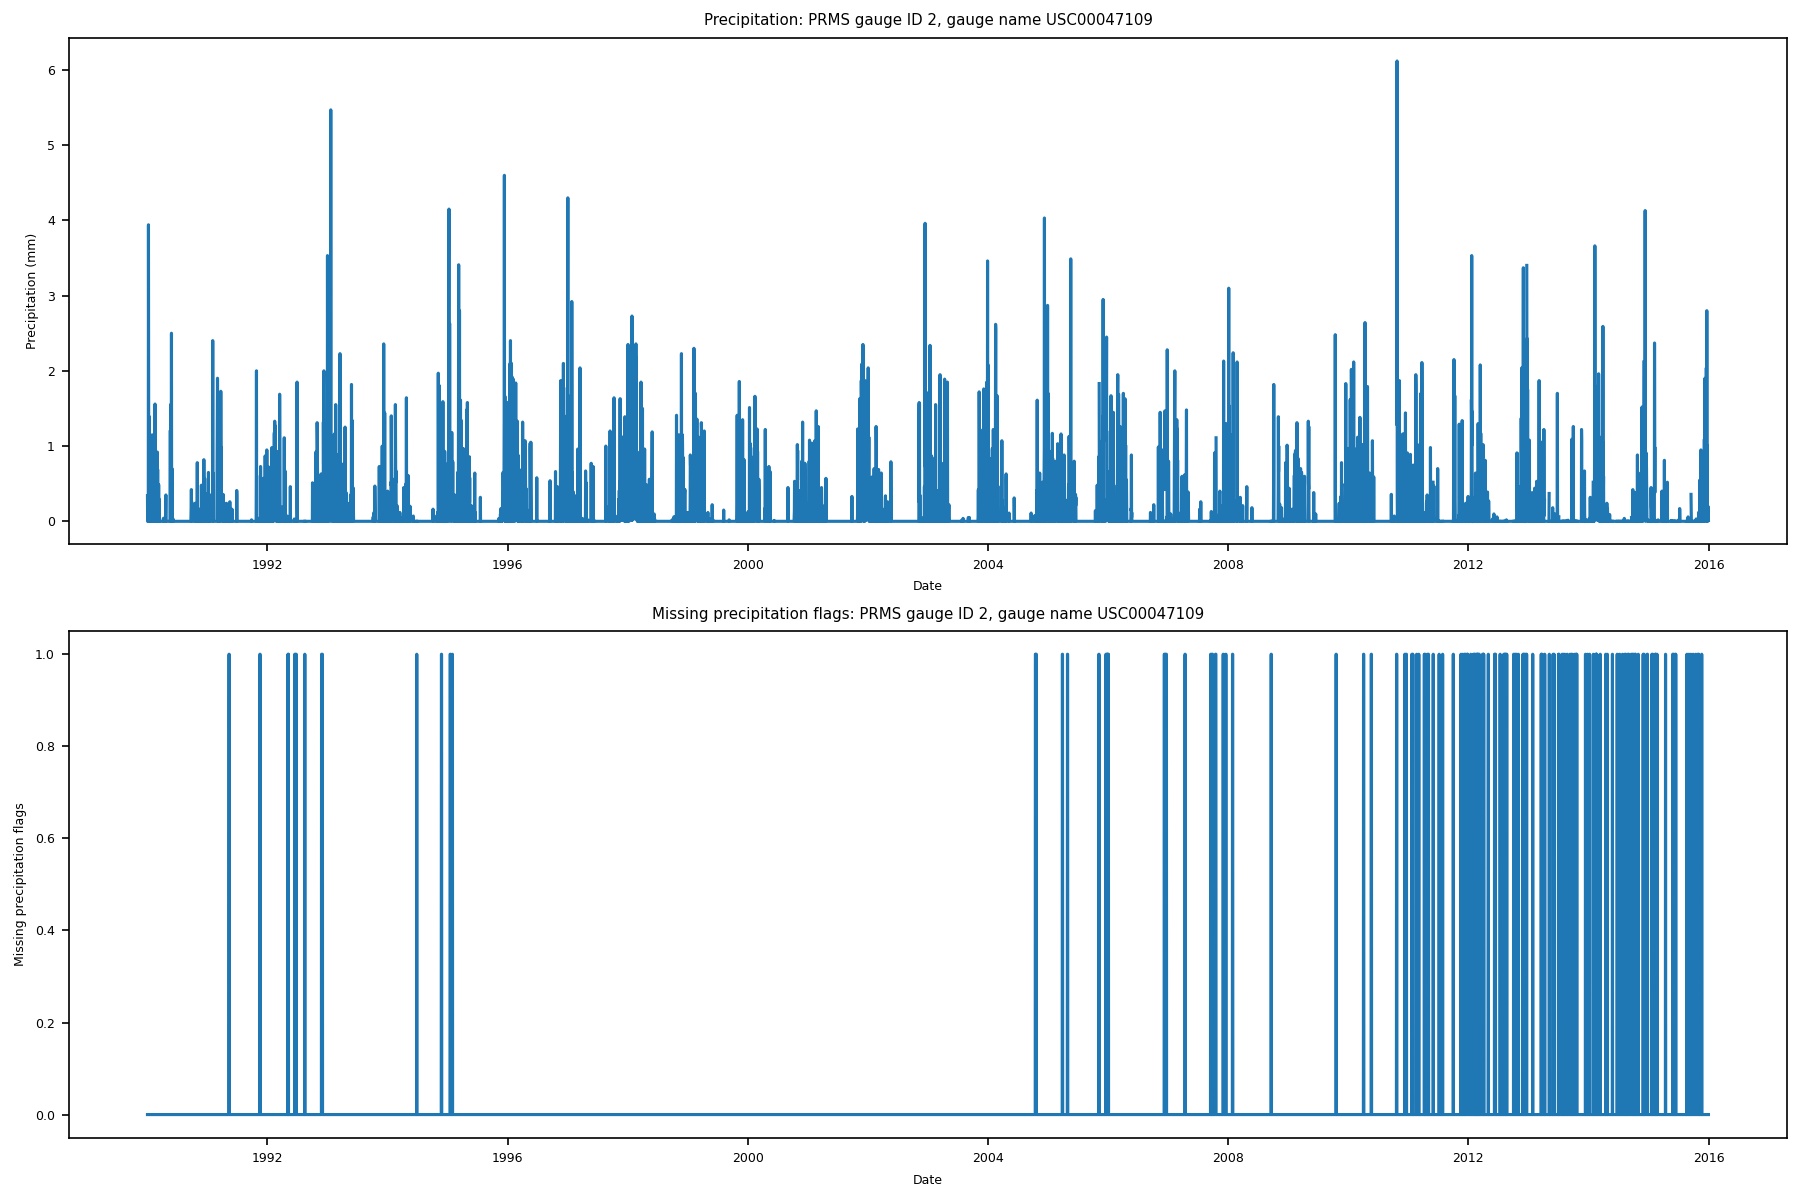 Precipitation: PRMS gauge ID 2, gauge name USC00047109
6
5
4
3
2
1
0
Precipitation (mm)
1992 1996 2000 2004 2008 2012 2016
Date
Missing precipitation flags: PRMS gauge ID 2, gauge name USC00047109
1.0
0.8
0.6
0.4
0.2
0.0
Missing precipitation flags
1992 1996 2000 2004 2008 2012 2016
Date